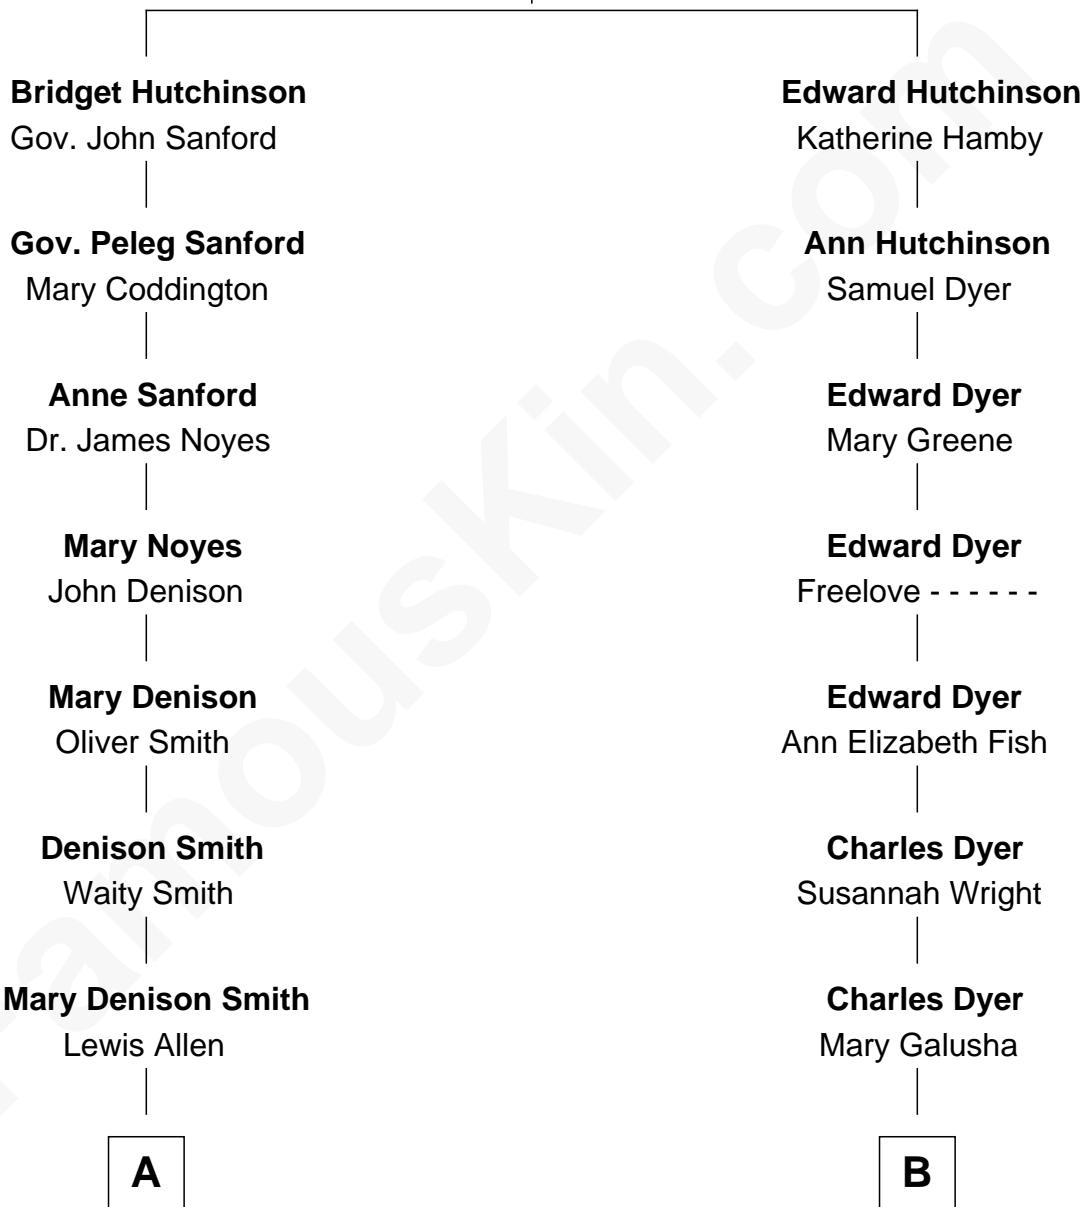 Bridget Hutchinson
Gov. John Sanford
Gov. Peleg Sanford
Mary Coddington
Anne Sanford
Dr. James Noyes
Mary Noyes
John Denison
Mary Denison
Oliver Smith
Denison Smith
Waity Smith
Mary Denison Smith
Lewis Allen
A
Edward Hutchinson
Katherine Hamby
Ann Hutchinson
Samuel Dyer
Edward Dyer
Mary Greene
Edward Dyer
Freelove - - - - - -
Edward Dyer
Ann Elizabeth Fish
Charles Dyer
Susannah Wright
Charles Dyer
Mary Galusha
B
FamousKin.com